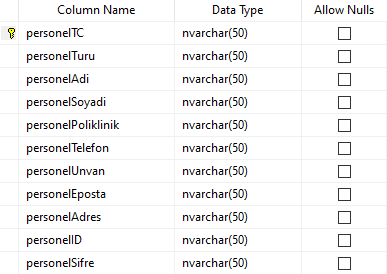 Column Name Data Type Allow Nulls
personelTC nvarchar(50)
personelTuru nvarchar(50)
personelAdi nvarchar(50)
personelSoyadi nvarchar(50)
personelPoliklinik nvarchar(50)
personelTelefon nvarchar(50)
personelUnvan nvarchar(50)
personelEposta nvarchar(50)
personelAdres nvarchar(50)
personelID nvarchar(50)
personelSifre nvarchar(50)